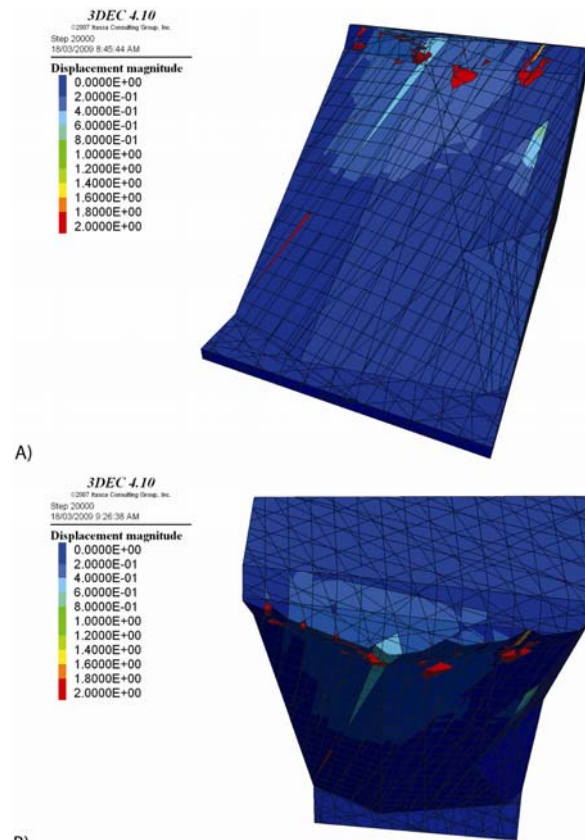 3DEC 4.10
©2007 Itasca Consulting Group, Inc.
Step 20000
18/03/2009 8:45:44 AM
Displacement magnitude
0.0000E+00
2.0000E-01
4.0000E-01
6.0000E-01
8.0000E-01
1.0000E+00
1.2000E+00
1.4000E+00
1.6000E+00
1.8000E+00
2.0000E+00
A)
3DEC 4.10
©2007 Itasca Consulting Group, Inc.
Step 20000
18/03/2009 9:26:38 AM
Displacement magnitude
0.0000E+00
2.0000E-01
4.0000E-01
6.0000E-01
8.0000E-01
1.0000E+00
1.2000E+00
1.4000E+00
1.6000E+00
1.8000E+00
2.0000E+00